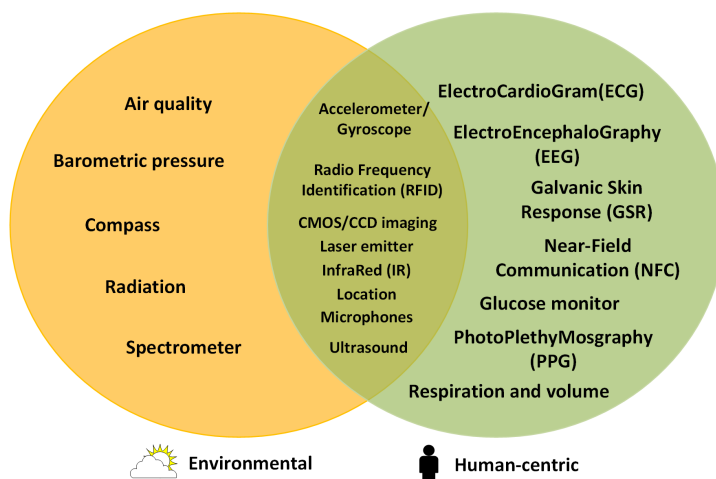 Air quality
Barometric pressure
Compass
Radiation
Spectrometer
Accelerometer/
Gyroscope
Radio Frequency
Identification (RFID)
CMOS/CCD imaging
Laser emitter
InfraRed (IR)
Location
Microphones
Ultrasound
ElectroCardioGram(ECG)
ElectroEncephaloGraphy
(EEG)
Galvanic Skin
Response (GSR)
Near-Field
Communication (NFC)
Glucose monitor
PhotoPlethyMosgraphy
(PPG)
Respiration and volume
Environmental
Human-centric